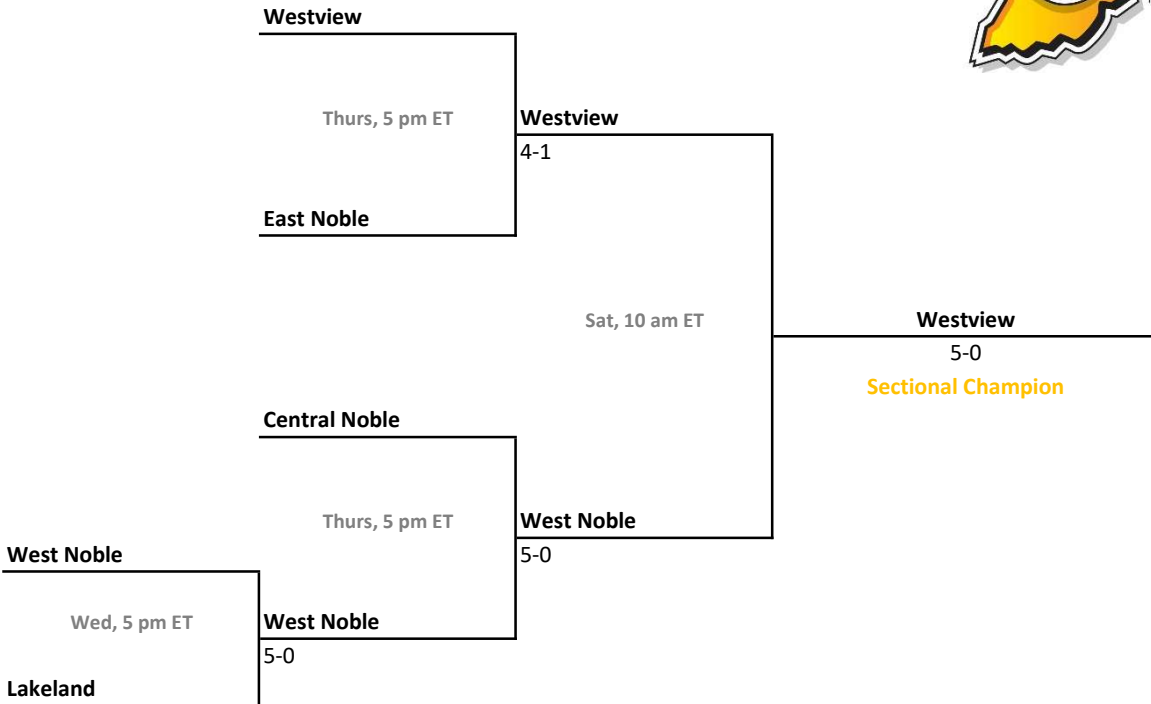 Westview
Thurs, 5 pm ET
Westview
4-1
East Noble
Sat, 10 am ET
Westview
5-0
Sectional Champion
Central Noble
Thurs, 5 pm ET
West Noble
5-0
West Noble
Wed, 5 pm ET
West Noble
5-0
Lakeland